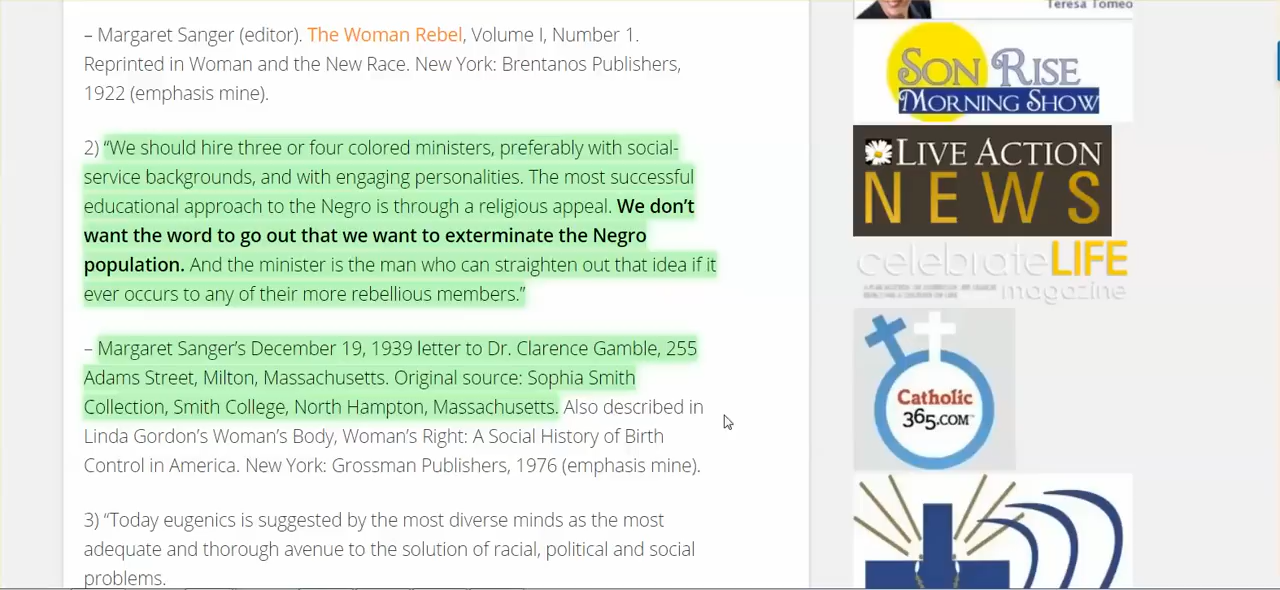 Teresa Tomeo
– Margaret Sanger (editor). The Woman Rebel, Volume I, Number 1.
Reprinted in Woman and the New Race. New York: Brentanos Publishers,
1922 (emphasis mine).
2) “We should hire three or four colored ministers, preferably with social-
service backgrounds, and with engaging personalities. The most successful
educational approach to the Negro is through a religious appeal. We don’t
want the word to go out that we want to exterminate the Negro
population. And the minister is the man who can straighten out that idea if it
ever occurs to any of their more rebellious members.”
– Margaret Sanger’s December 19, 1939 letter to Dr. Clarence Gamble, 255
Adams Street, Milton, Massachusetts. Original source: Sophia Smith
Collection, Smith College, North Hampton, Massachusetts. Also described in
Linda Gordon’s Woman’s Body, Woman’s Right: A Social History of Birth
Control in America. New York: Grossman Publishers, 1976 (emphasis mine).
3) “Today eugenics is suggested by the most diverse minds as the most
adequate and thorough avenue to the solution of racial, political and social
problems.
SON RISE
MORNING SHOW
LIVE ACTION
NEWS
celebrateLIFE
magazine
Catholic
365.COM